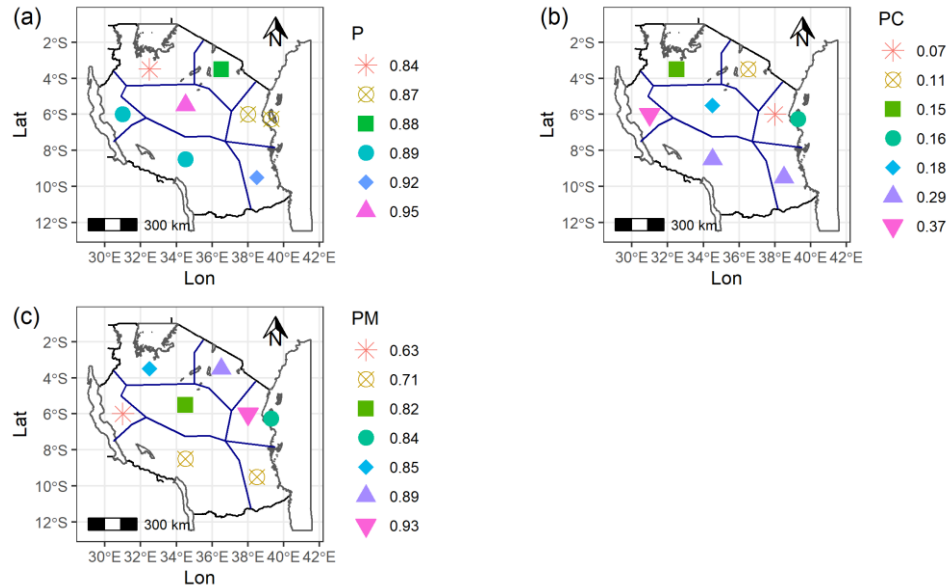 (a)
N
2°S
4°S
6°S
8°S
10°S
12°S
Lat
300 km
30°E 32°E 34°E 36°E 38°E 40°E 42°E
Lon
P
0.84
0.87
0.88
0.89
0.92
0.95
(b)
N
2°S
4°S
6°S
8°S
10°S
12°S
Lat
300 km
30°E 32°E 34°E 36°E 38°E 40°E 42°E
Lon
PC
0.07
0.11
0.15
0.16
0.18
0.29
0.37
(c)
N
2°S
4°S
6°S
8°S
10°S
12°S
Lat
300 km
30°E 32°E 34°E 36°E 38°E 40°E 42°E
Lon
PM
0.63
0.71
0.82
0.84
0.85
0.89
0.93